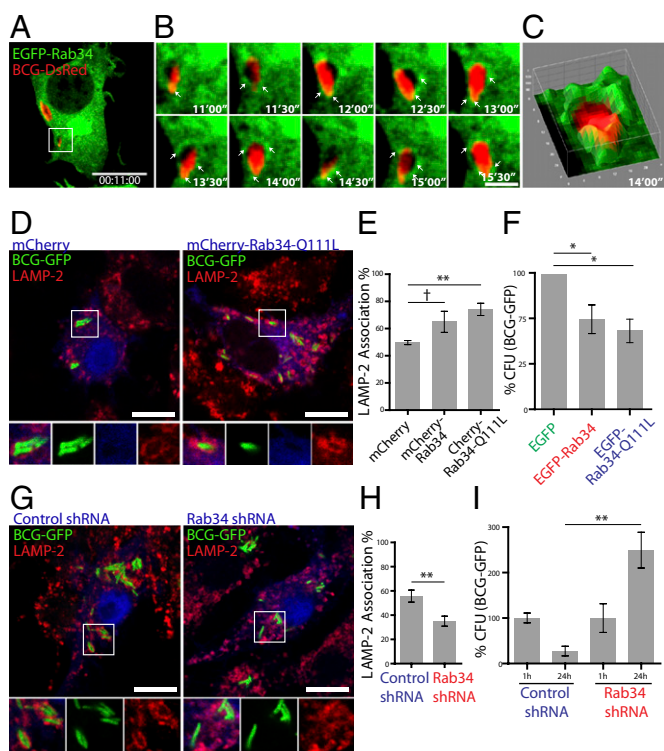 A
EGFP-Rab34
BCG-DsRed
00:11:00
B
11'00"
11'30"
12'00"
12'30"
13'00"
13'30"
14'00"
14'30"
15'00"
15'30"
C
14'00"
D
mCherry
BCG-GFP
LAMP-2
mCherry-Rab34-Q111L
BCG-GFP
LAMP-2
E
LAMP-2 Association %
100
80
60
40
20
0
†
**
mCherry
mCherry-
Rab34
Cherry-
Rab34-Q111L
F
% CFU (BCG-GFP)
100
75
25
0
*
*
EGFP
EGFP-Rab34
EGFP-
Rab34-Q111L
G
Control shRNA
BCG-GFP
LAMP-2
Rab34 shRNA
BCG-GFP
LAMP-2
H
LAMP-2 Association %
100
80
60
40
20
0
**
Control
shRNA
Rab34
shRNA
I
% CFU (BCG-GFP)
300
200
100
0
**
1h
24h
1h
24h
Control
shRNA
Rab34
shRNA